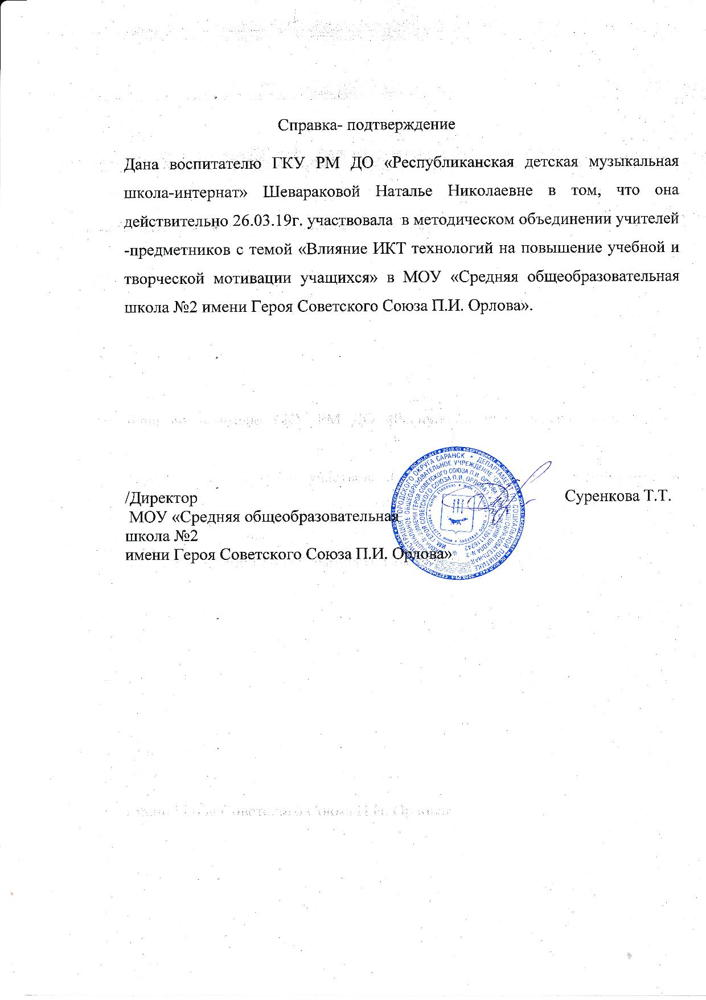 Справка- подтверждение
Дана воспитателю ГКУ РМ ДО «Республиканская детская музыкальная
школа-интернат» Шевараковой Наталье Николаевне в том, что она
действительно 26.03.19г. участвовала в методическом объединении учителей
-предметников с темой «Влияние ИКТ технологий на повышение учебной и
творческой мотивации учащихся» в МОУ «Средняя общеобразовательная
школа №2 имени Героя Советского Союза П.И. Орлова».
/Директор Суренкова Т.Т.
МОУ «Средняя общеобразовательная
школа №2
имени Героя Советского Союза П.И. Орлова»